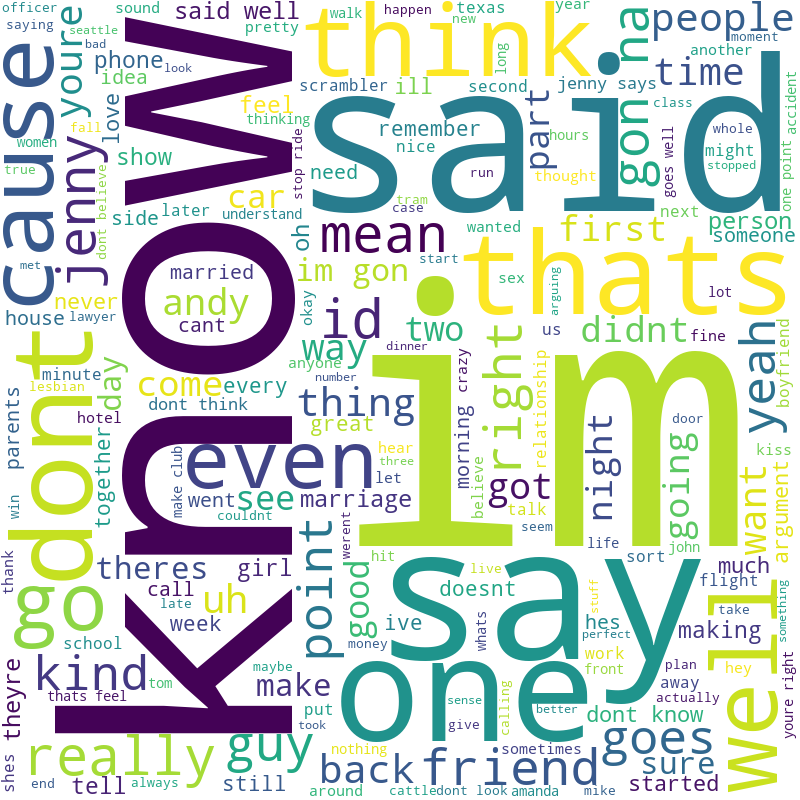 officer
saying
seattle
bad
look
sound
said well
pretty
walk
happen
texas
year
new
think
long
people
another
moment
youre
phone
idea
love
cause
know
scrambler
ill
second
jenny says
time
class
accident
feel
thinking
stop ride
said
remember
nice
part
gon na
hours
whole
might
stopped
goes well
one point
women
fall
true
dont believe
show
jenny
car
need
run
thought
tram
case
understand
side
later
oh
mean
wanted
first
next
person
someone
met
married
im gon
start
thats
house
never
lawyer
andy
cant
okay
id
way
two
sex
arguing
us
didnt
lot
fine
yeah
boyfriend
minute
lesbian
day
come
every
anyone
dinner
number
dont
hotel
dont think
thing
great
im
right
relationship
crazy
morning
door
kiss
parents
together
make club
even
hear
three
let
believe
got
night
going
want
argument
win
went
see
couldnt
marriage
talk
seem
life
john
thank
theres
girl
point
werent
hit
say
sort
much
go
call
late
uh
good
live
doesnt
stuff
flight
take
well
something
school
week
ive
whats
hes
perfect
work
front
making
hey
kind
maybe
money
one
plan
away
actually
youre right
theyre
thats feel
tom
make
put
took
sense
give
calling
better
dont know
shes
really
guy
nothing
back
friend
sometimes
goes
sure
end
tell
always
still
around
cattle
dont look
amanda
mike
started